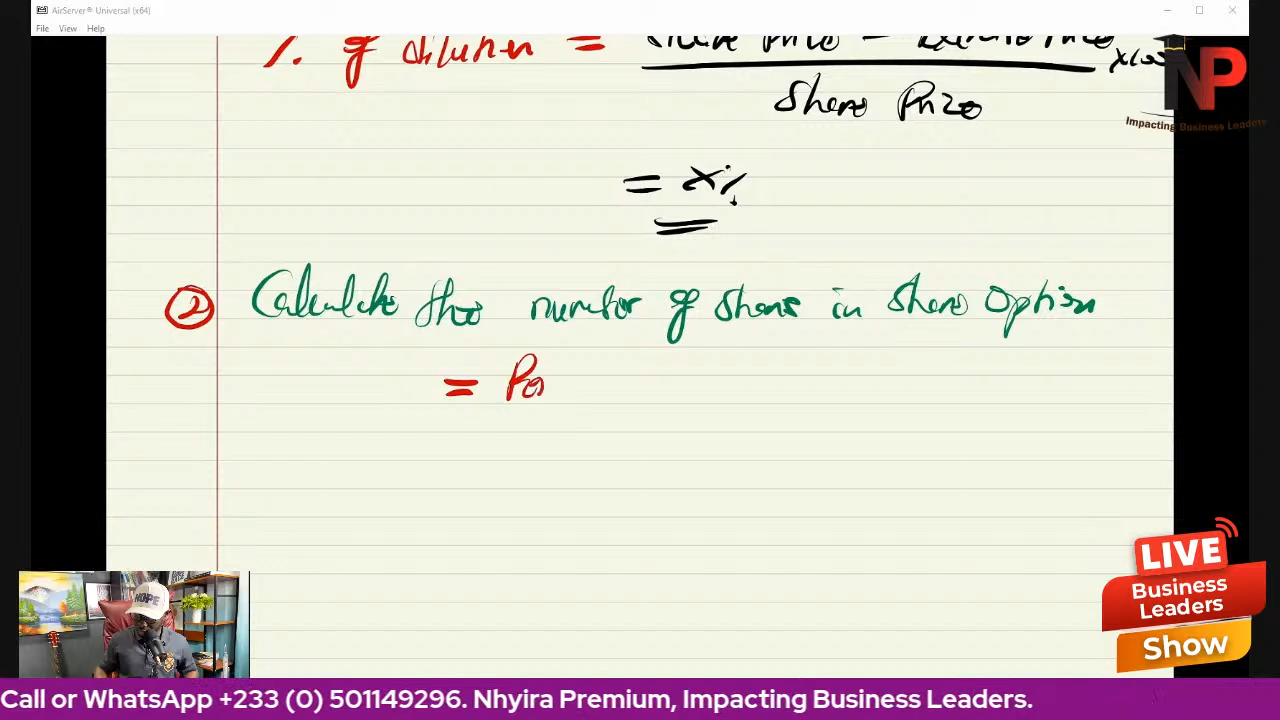 AirServer Universal (x64)
File View Help
% of dilution = Share Price - Exercise Price x100
Share Price
NP
Impacting Business Leaders
= x%
② Calculate the number of share in share Option
= Po
LIVE
Business
Leaders
Show
Call or WhatsApp +233 (0) 501149296. Nhyira Premium, Impacting Business Leaders.